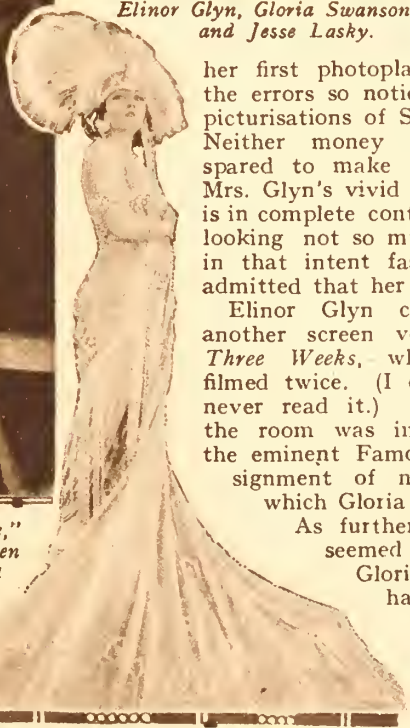 Elinor Glyn, Gloria Swanson
and Jesse Lasky.
her first photopla
the errors so notic
picturisations of S
Neither money
spared to make
Mrs. Glyn's vivid
is in complete cont
looking not so m
in that intent fa
admitted that her
Elinor Glyn c
another screen v
Three Weeks, wh
filmed twice. (I
never read it.)
the room was in
the eminent Famo
signment of n
which Gloria
As further
seemed
Glori
ha
,"
en